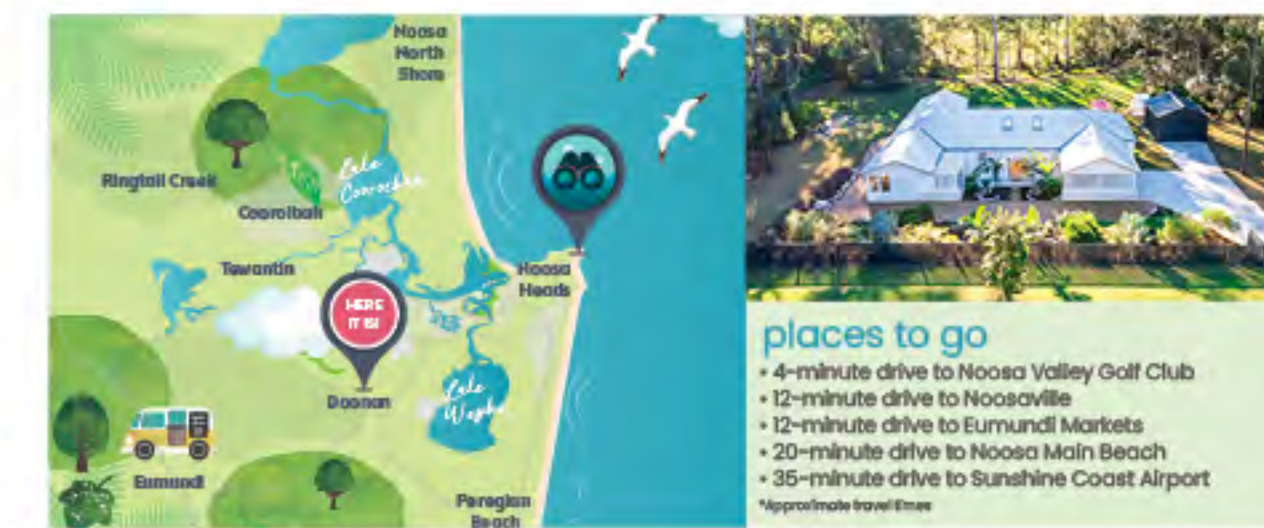 Noosa
North
Shore
Ringtail Creek
Lake
Cooroibah
Cooroibah
Tewantin
HERE
IT IS!
Noosa
Heads
Doonan
Lake
Weyba
Eumundi
Peregian
Beach
places to go
• 4-minute drive to Noosa Valley Golf Club
• 12-minute drive to Noosaville
• 12-minute drive to Eumundi Markets
• 20-minute drive to Noosa Main Beach
• 35-minute drive to Sunshine Coast Airport
*Approximate travel times